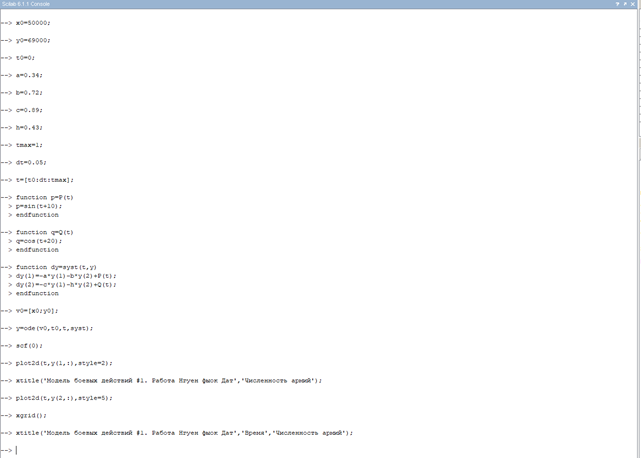 Scilab 6.1.1 Console
--> x0=50000;
--> y0=69000;
--> t0=0;
--> a=0.34;
--> b=0.72;
--> c=0.89;
--> h=0.43;
--> tmax=1;
--> dt=0.05;
--> t=[t0:dt:tmax];
--> function p=P(t)
> p=sin(t+10);
> endfunction
--> function q=Q(t)
> q=cos(t+20);
> endfunction
--> function dy=syst(t,y)
> dy(1)=-a*y(1)-b*y(2)+P(t);
> dy(2)=-c*y(1)-h*y(2)+Q(t);
> endfunction
--> v0=[x0;y0];
--> y=ode(v0,t0,t,syst);
--> scf(0);
--> plot2d(t,y(1,:),style=2);
--> xtitle('Модель боевых действий #1. Работа Нгуен фыок Дат','Численность армий');
--> plot2d(t,y(2,:),style=5);
--> xgrid();
--> xtitle('Модель боевых действий #1. Работа Нгуен фыок Дат','Время','Численность армий');
-->